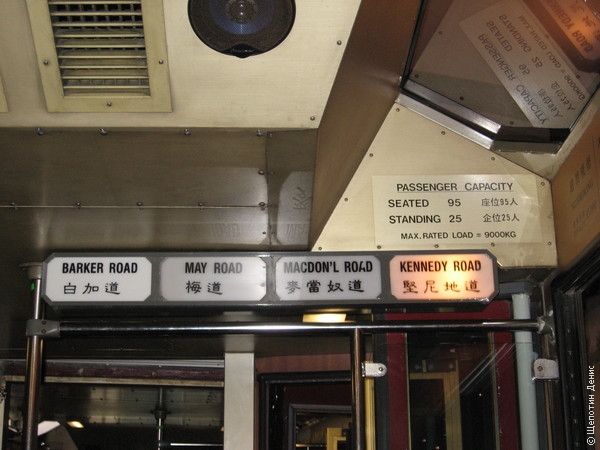 PASSENGER CAPACITY
SEATED 95 座位95人
STANDING 25 企位25人
MAX. RATED LOAD = 9000KG
BARKER ROAD
白加道
MAY ROAD
梅道
MACDON'L ROAD
麥當奴道
KENNEDY ROAD
堅尼地道
© Щепотин Денис